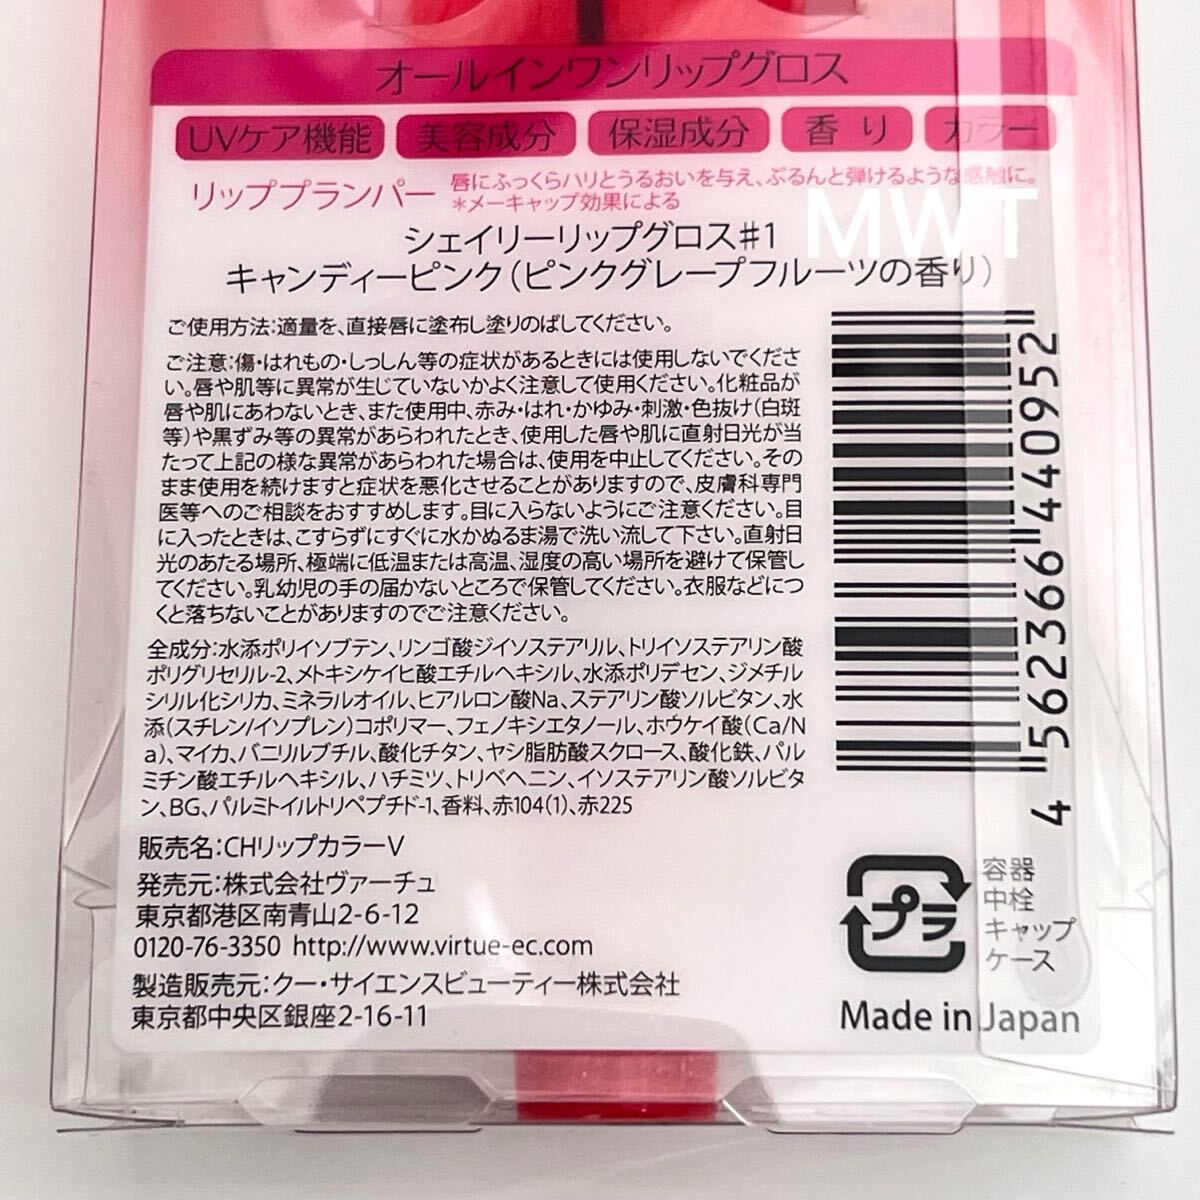 オールインワンリップグロス
UVケア機能 美容成分 保湿成分 香り カラー
リッププランパー 唇にふっくらハリとうるおいを与え、ぷるんと弾けるような感触に。
*メーキャップ効果による
MWT
シェイリーリップグロス#1
キャンディーピンク(ピンクグレープフルーツの香り)
ご使用方法:適量を、直接唇に塗布し塗りのばしてください。
ご注意:傷・はれもの・しっしん等の症状があるときには使用しないでくださ
い。唇や肌等に異常が生じていないかよく注意して使用ください。化粧品が
唇や肌にあわないとき、また使用中、赤み・はれ・かゆみ・刺激・色抜け(白斑
等)や黒ずみ等の異常があらわれたとき、使用した唇や肌に直射日光が当
たって上記の様な異常があらわれた場合は、使用を中止してください。その
まま使用を続けますと症状を悪化させることがありますので、皮膚科専門
医等へのご相談をおすすめします。目に入らないようにご注意ください。目
に入ったときは、こすらずにすぐに水かぬるま湯で洗い流して下さい。直射日
光のあたる場所、極端に低温または高温、湿度の高い場所を避けて保管し
てください。乳幼児の手の届かないところで保管してください。衣服などにつ
くと落ちないことがありますのでご注意ください。
全成分:水添ポリイソブテン、リンゴ酸ジイソステアリル、トリイソステアリン酸
ポリグリセリル-2、メトキシケイヒ酸エチルヘキシル、水添ポリデセン、ジメチル
シリル化シリカ、ミネラルオイル、ヒアルロン酸Na、ステアリン酸ソルビタン、水
添(スチレン/イソプレン)コポリマー、フェノキシエタノール、ホウケイ酸(Ca/N
a)、マイカ、バニリルブチル、酸化チタン、ヤシ脂肪酸スクロース、酸化鉄、パル
ミチン酸エチルヘキシル、ハチミツ、トリベヘニン、イソステアリン酸ソルビタ
ン、BG、パルミトイルトリペプチド-1、香料、赤104(1)、赤225
販売名:CHリップカラーV
発売元:株式会社ヴァーチュ
東京都港区南青山2-6-12
0120-76-3350 http://www.virtue-ec.com
製造販売元:クー・サイエンスビューティー株式会社
東京都中央区銀座2-16-11
4 562366 440952
プラ
容器
中栓
キャップ
ケース
Made in Japan